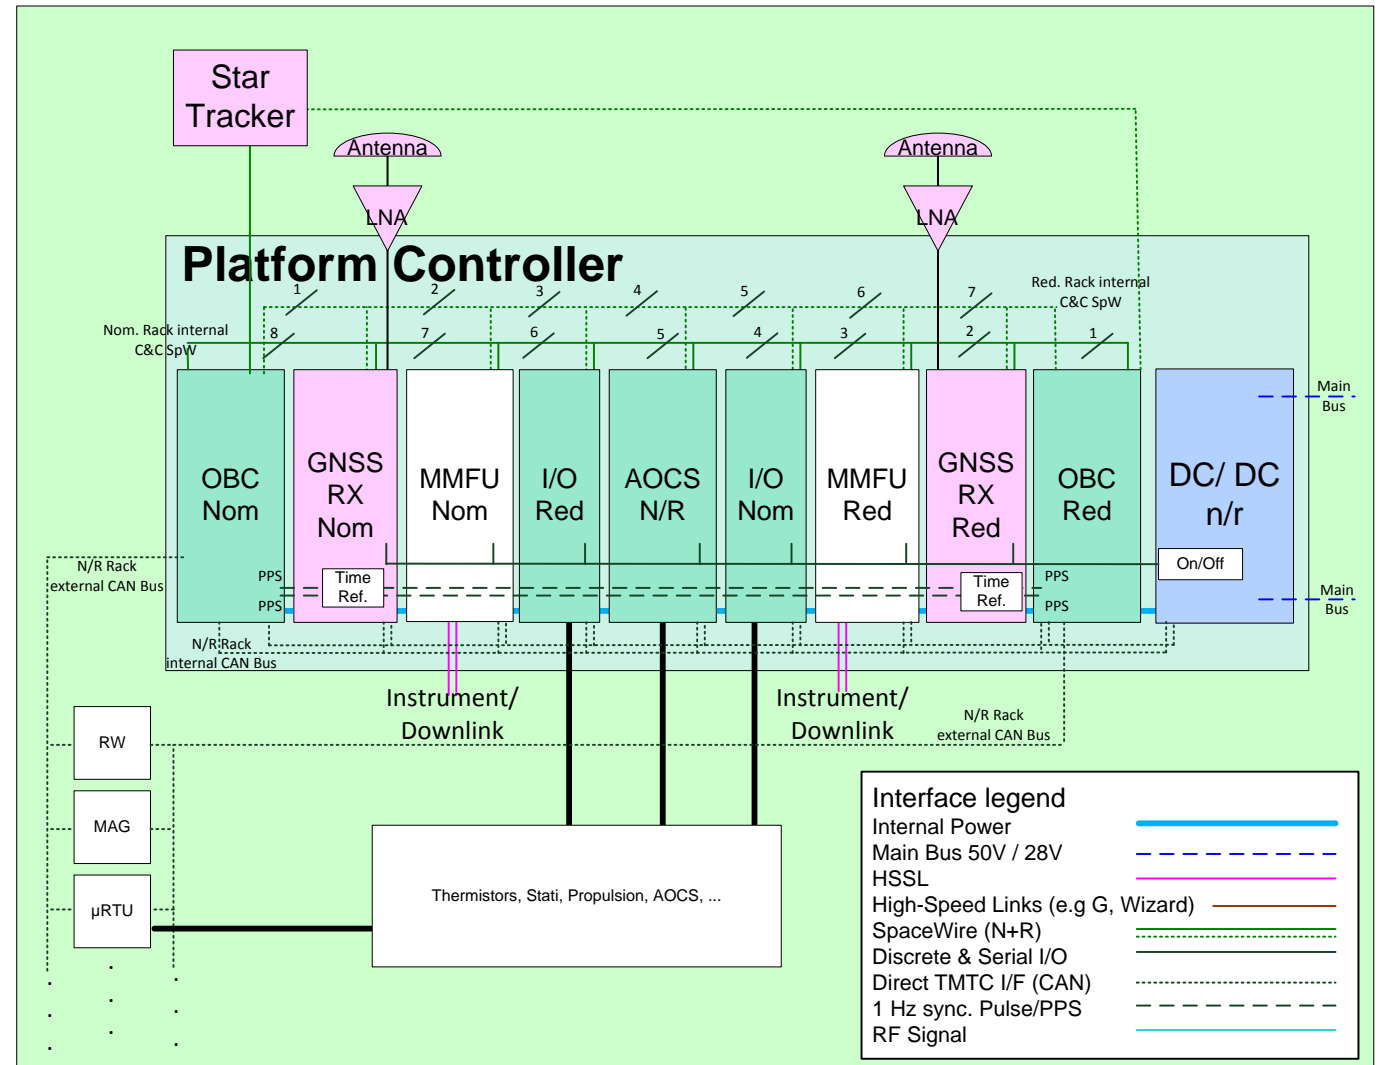 Star
Tracker
Antenna
Antenna
LNA
LNA
Platform Controller
1
2
3
4
5
6
7
Red. Rack internal
C&C SpW
Nom. Rack internal
C&C SpW
8
7
6
5
4
3
2
1
OBC
Nom
GNSS
RX
Nom
MMFU
Nom
I/O
Red
AOCS
N/R
I/O
Nom
MMFU
Red
GNSS
RX
Red
OBC
Red
DC/ DC
n/r
Main
Bus
Main
Bus
On/Off
N/R Rack
external CAN Bus
PPS
PPS
Time
Ref.
Time
Ref.
PPS
PPS
N/R Rack
internal CAN Bus
Instrument/
Downlink
Instrument/
Downlink
N/R Rack
external CAN Bus
RW
MAG
µRTU
Thermistors, Stati, Propulsion, AOCS, ...
Interface legend
Internal Power
Main Bus 50V / 28V
HSSL
High-Speed Links (e.g G, Wizard)
SpaceWire (N+R)
Discrete & Serial I/O
Direct TMTC I/F (CAN)
1 Hz sync. Pulse/PPS
RF Signal